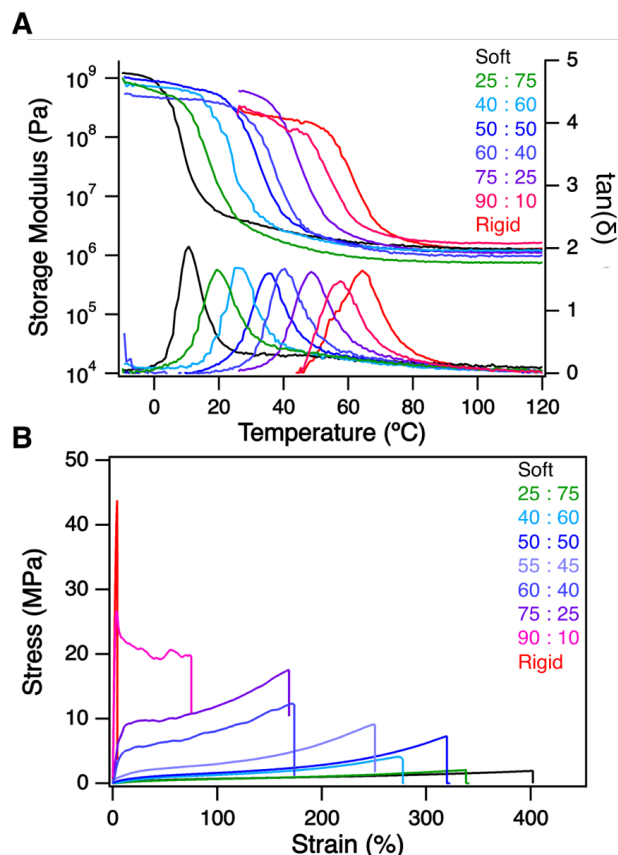 A
Storage Modulus (Pa)
10⁹
10⁸
10⁷
10⁶
10⁵
10⁴
Soft
25 : 75
40 : 60
50 : 50
60 : 40
75 : 25
90 : 10
Rigid
5
4
3
2
1
0
tan(δ)
0 20 40 60 80 100 120
Temperature (ºC)
B
Stress (MPa)
50
40
30
20
10
0
Soft
25 : 75
40 : 60
50 : 50
55 : 45
60 : 40
75 : 25
90 : 10
Rigid
0 100 200 300 400
Strain (%)